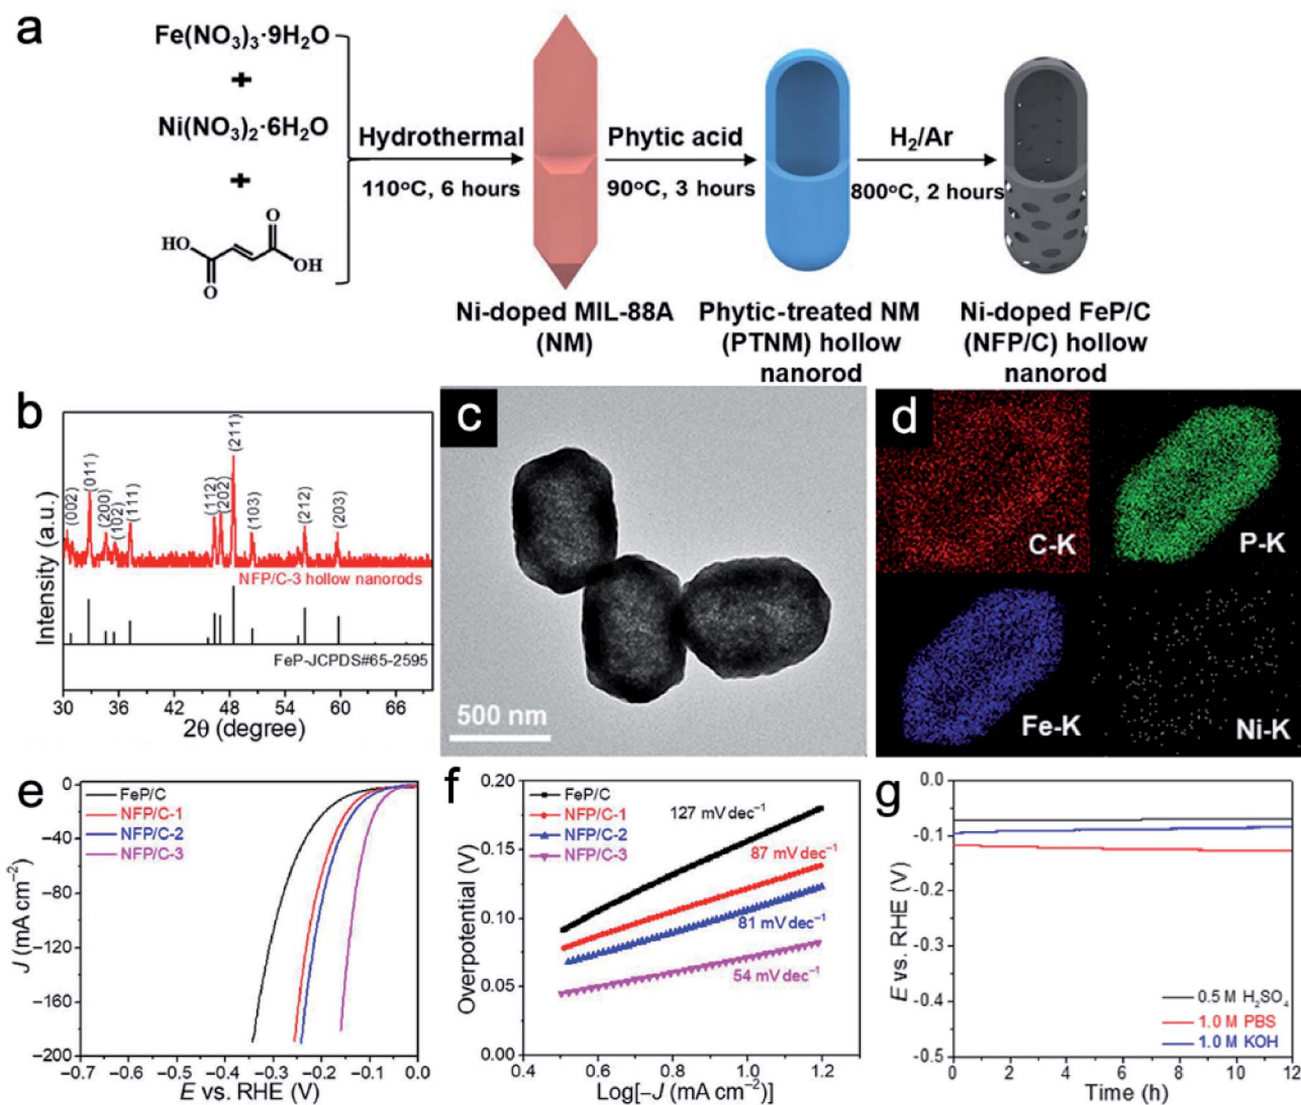 a
Fe(NO₃)₃·9H₂O
+
Ni(NO₃)₂·6H₂O
+
HO
O
O
OH
Hydrothermal
110°C, 6 hours
Phytic acid
90°C, 3 hours
H₂/Ar
800°C, 2 hours
Ni-doped MIL-88A
(NM)
Phytic-treated NM
(PTNM) hollow
nanorod
Ni-doped FeP/C
(NFP/C) hollow
nanorod
b
Intensity (a.u.)
(002)
(011)
(200)
(102)
(111)
(112)
(202)
(211)
(103)
(212)
(203)
NFP/C-3 hollow nanorods
FeP-JCPDS#65-2595
30 36 42 48 54 60 66
2θ (degree)
c
500 nm
d
C-K
P-K
Fe-K
Ni-K
e
J (mA cm⁻²)
0
−40
−80
−120
−160
−200
FeP/C
NFP/C-1
NFP/C-2
NFP/C-3
−0.7 −0.6 −0.5 −0.4 −0.3 −0.2 −0.1 0.0
E vs. RHE (V)
f
Overpotential (V)
0.20
0.15
0.10
0.05
0.00
FeP/C
NFP/C-1
NFP/C-2
NFP/C-3
127 mV dec⁻¹
87 mV dec⁻¹
81 mV dec⁻¹
54 mV dec⁻¹
0.4 0.6 0.8 1.0 1.2
Log[−J (mA cm⁻²)]
g
E vs. RHE (V)
0.0
−0.1
−0.2
−0.3
−0.4
−0.5
0.5 M H₂SO₄
1.0 M PBS
1.0 M KOH
0 2 4 6 8 10 12
Time (h)